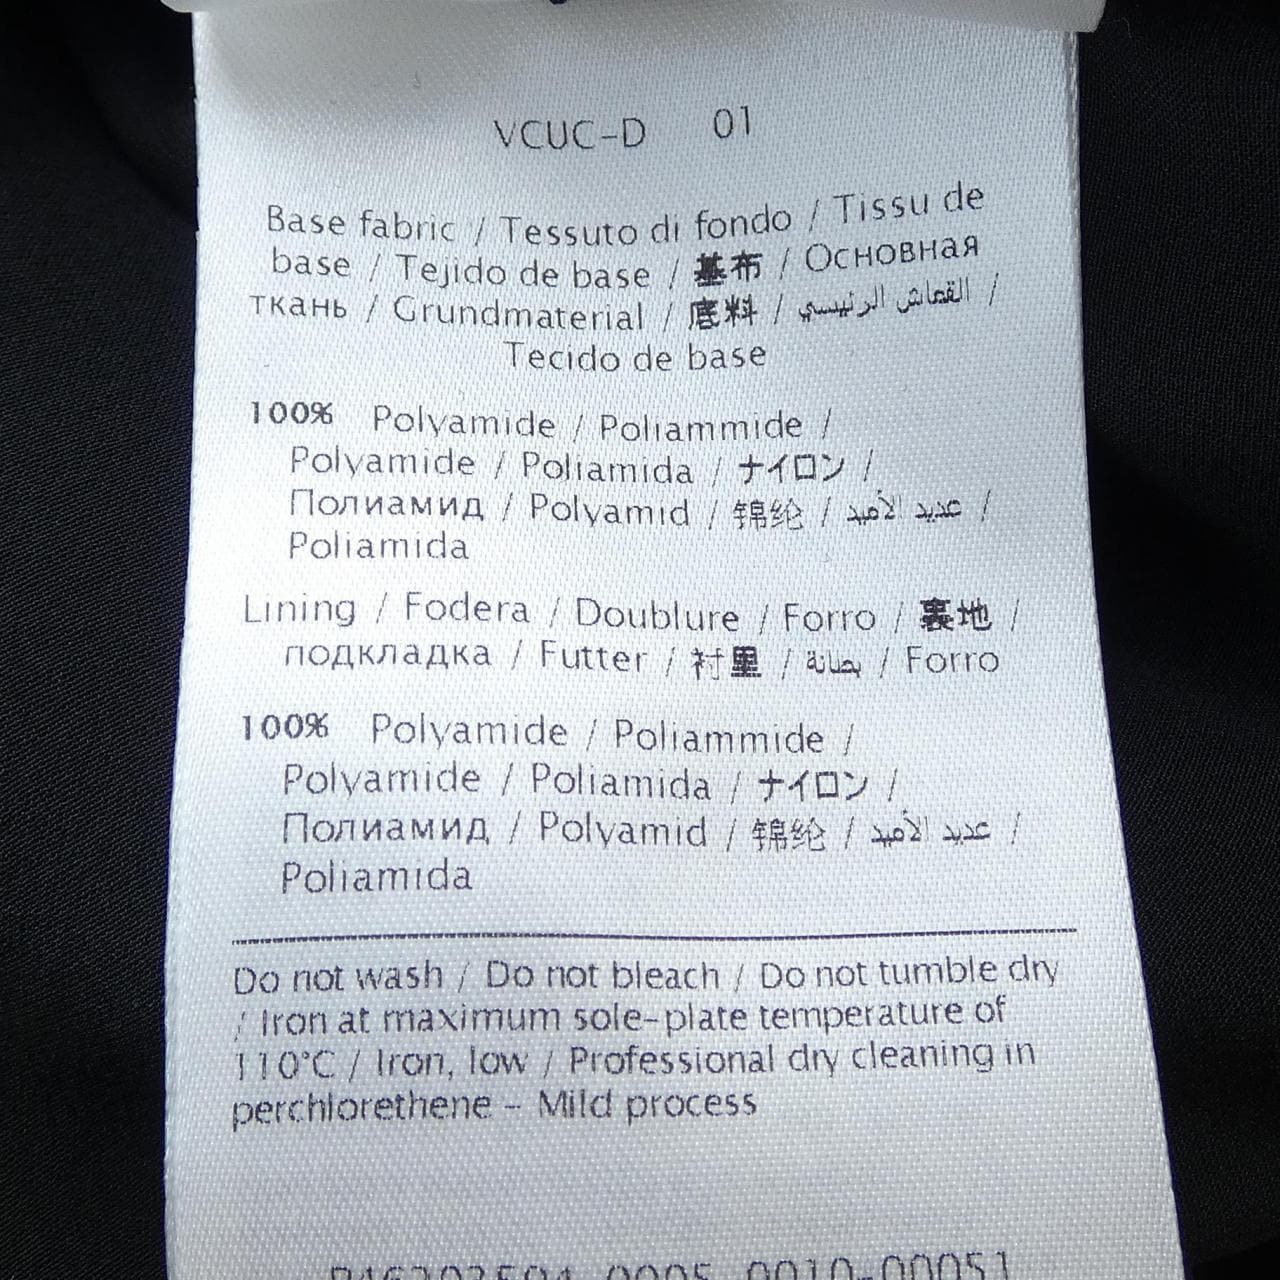 VCUC-D 01
Base fabric / Tessuto di fondo / Tissu de
base / Tejido de base / 基布 / Основная
ткань / Grundmaterial / 底料 / القماش الرئيسي /
Tecido de base
100% Polyamide / Poliammide /
Polyamide / Poliamida / ナイロン /
Полиамид / Polyamid / 锦纶 / عديد الأميد /
Poliamida
Lining / Fodera / Doublure / Forro / 裏地 /
подкладка / Futter / 衬里 / بطانة / Forro
100% Polyamide / Poliammide /
Polyamide / Poliamida / ナイロン /
Полиамид / Polyamid / 锦纶 / عديد الأميد /
Poliamida
Do not wash / Do not bleach / Do not tumble dry
/ Iron at maximum sole-plate temperature of
110°C / Iron, low / Professional dry cleaning in
perchlorethene - Mild process